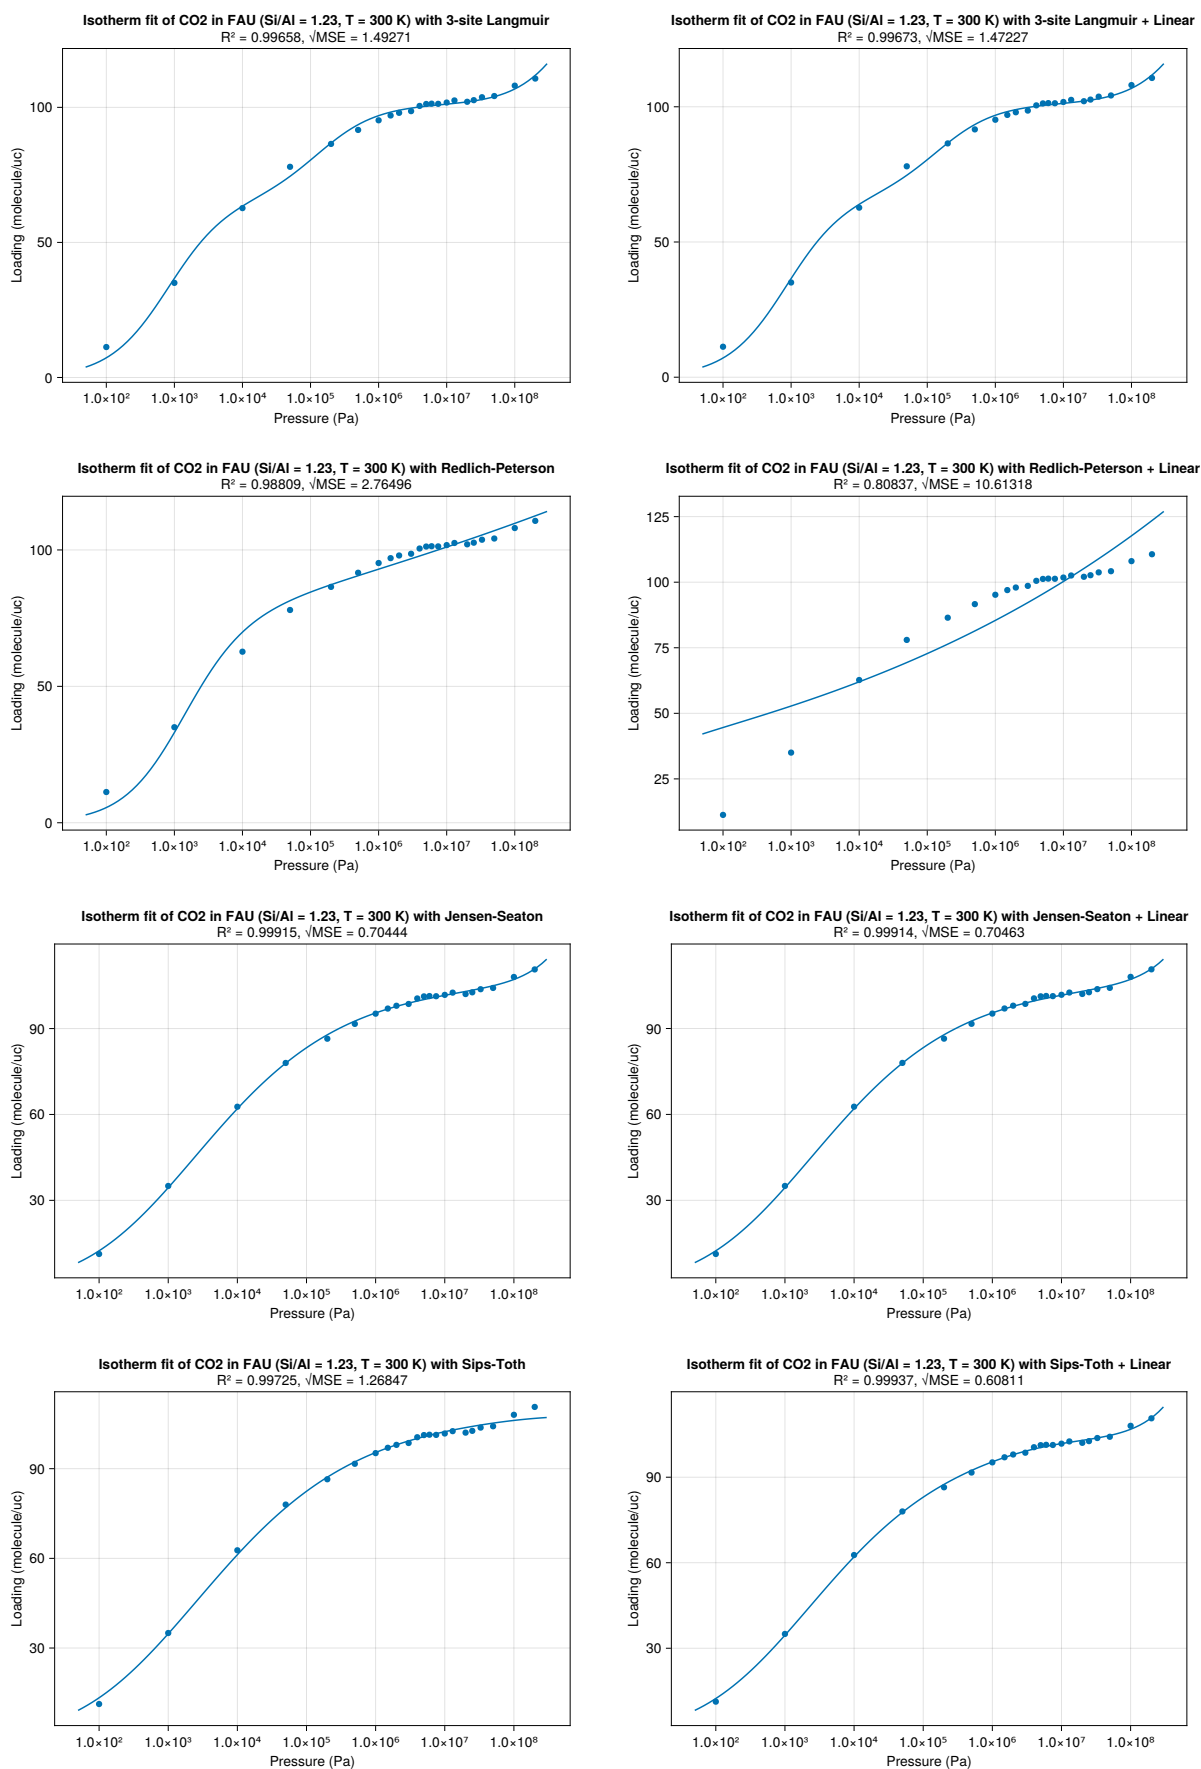 Isotherm fit of CO2 in FAU (Si/Al = 1.23, T = 300 K) with 3-site Langmuir
R² = 0.99658, √MSE = 1.49271
100
50
0
Loading (molecule/uc)
1.0×10² 1.0×10³ 1.0×10⁴ 1.0×10⁵ 1.0×10⁶ 1.0×10⁷ 1.0×10⁸
Pressure (Pa)
Isotherm fit of CO2 in FAU (Si/Al = 1.23, T = 300 K) with 3-site Langmuir + Linear
R² = 0.99673, √MSE = 1.47227
100
50
0
Loading (molecule/uc)
1.0×10² 1.0×10³ 1.0×10⁴ 1.0×10⁵ 1.0×10⁶ 1.0×10⁷ 1.0×10⁸
Pressure (Pa)
Isotherm fit of CO2 in FAU (Si/Al = 1.23, T = 300 K) with Redlich-Peterson
R² = 0.98809, √MSE = 2.76496
100
50
0
Loading (molecule/uc)
1.0×10² 1.0×10³ 1.0×10⁴ 1.0×10⁵ 1.0×10⁶ 1.0×10⁷ 1.0×10⁸
Pressure (Pa)
Isotherm fit of CO2 in FAU (Si/Al = 1.23, T = 300 K) with Redlich-Peterson + Linear
R² = 0.80837, √MSE = 10.61318
125
100
75
50
25
Loading (molecule/uc)
1.0×10² 1.0×10³ 1.0×10⁴ 1.0×10⁵ 1.0×10⁶ 1.0×10⁷ 1.0×10⁸
Pressure (Pa)
Isotherm fit of CO2 in FAU (Si/Al = 1.23, T = 300 K) with Jensen-Seaton
R² = 0.99915, √MSE = 0.70444
90
60
30
Loading (molecule/uc)
1.0×10² 1.0×10³ 1.0×10⁴ 1.0×10⁵ 1.0×10⁶ 1.0×10⁷ 1.0×10⁸
Pressure (Pa)
Isotherm fit of CO2 in FAU (Si/Al = 1.23, T = 300 K) with Jensen-Seaton + Linear
R² = 0.99914, √MSE = 0.70463
90
60
30
Loading (molecule/uc)
1.0×10² 1.0×10³ 1.0×10⁴ 1.0×10⁵ 1.0×10⁶ 1.0×10⁷ 1.0×10⁸
Pressure (Pa)
Isotherm fit of CO2 in FAU (Si/Al = 1.23, T = 300 K) with Sips-Toth
R² = 0.99725, √MSE = 1.26847
90
60
30
Loading (molecule/uc)
1.0×10² 1.0×10³ 1.0×10⁴ 1.0×10⁵ 1.0×10⁶ 1.0×10⁷ 1.0×10⁸
Pressure (Pa)
Isotherm fit of CO2 in FAU (Si/Al = 1.23, T = 300 K) with Sips-Toth + Linear
R² = 0.99937, √MSE = 0.60811
90
60
30
Loading (molecule/uc)
1.0×10² 1.0×10³ 1.0×10⁴ 1.0×10⁵ 1.0×10⁶ 1.0×10⁷ 1.0×10⁸
Pressure (Pa)